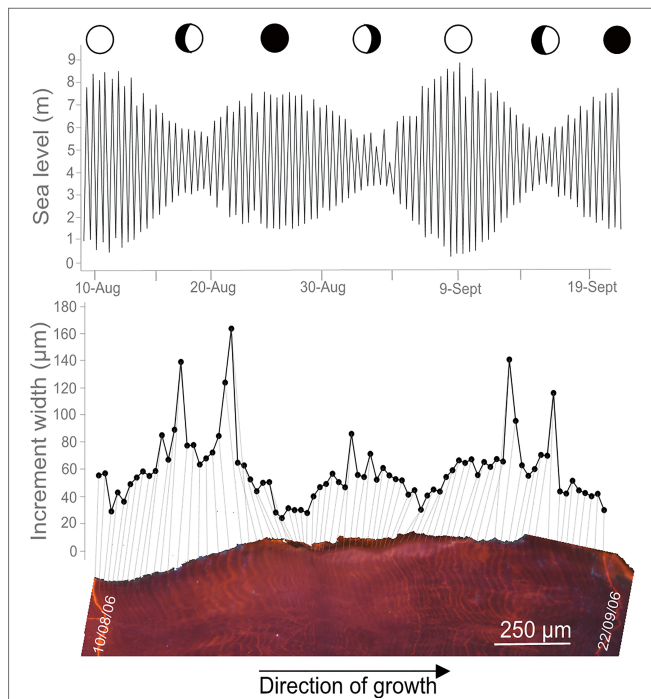 Sea level (m)
9
8
7
6
5
4
3
2
1
0
10-Aug
20-Aug
30-Aug
9-Sept
19-Sept
Increment width (µm)
180
160
140
120
100
80
60
40
20
0
10/08/06
22/09/06
250 µm
Direction of growth